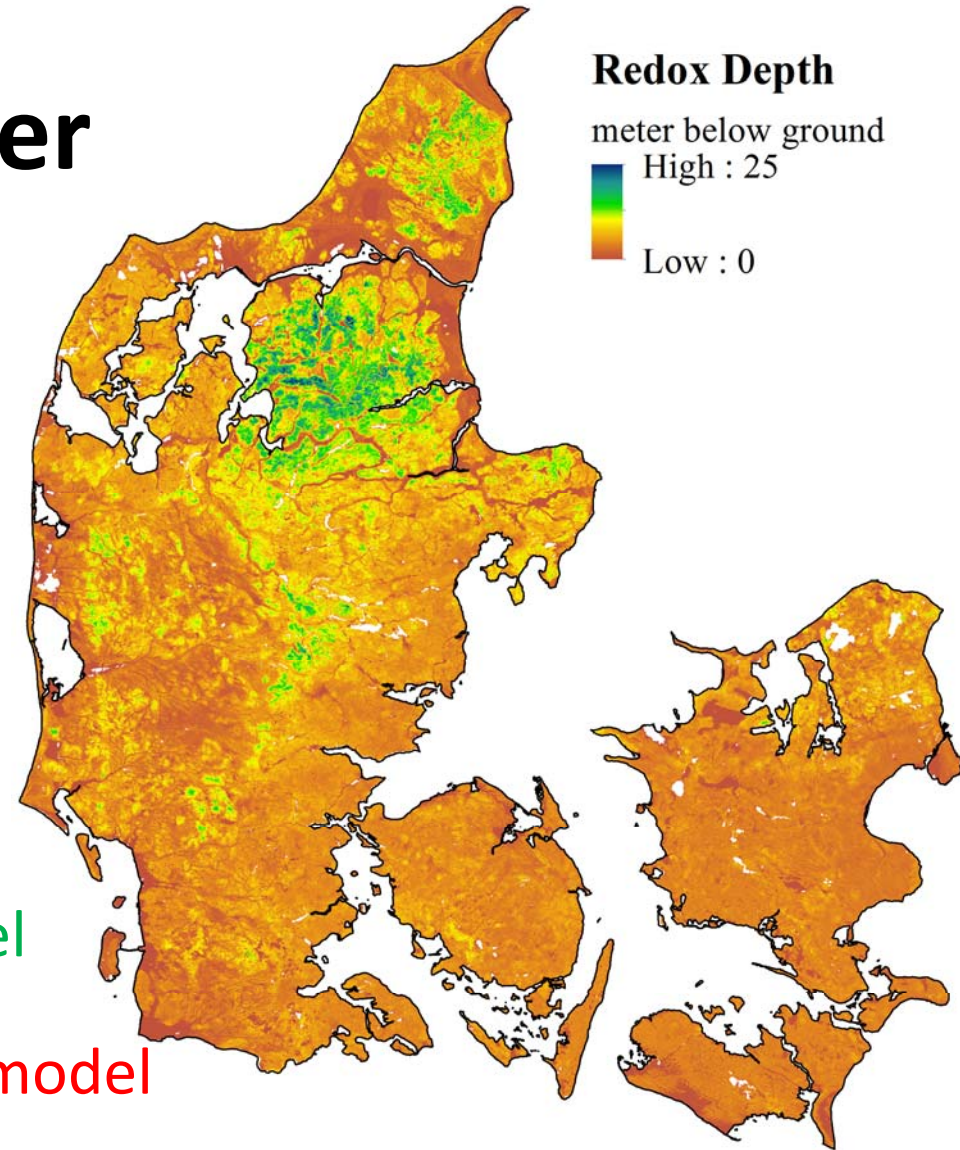 er
Redox Depth
meter below ground
High : 25
Low : 0
el
model